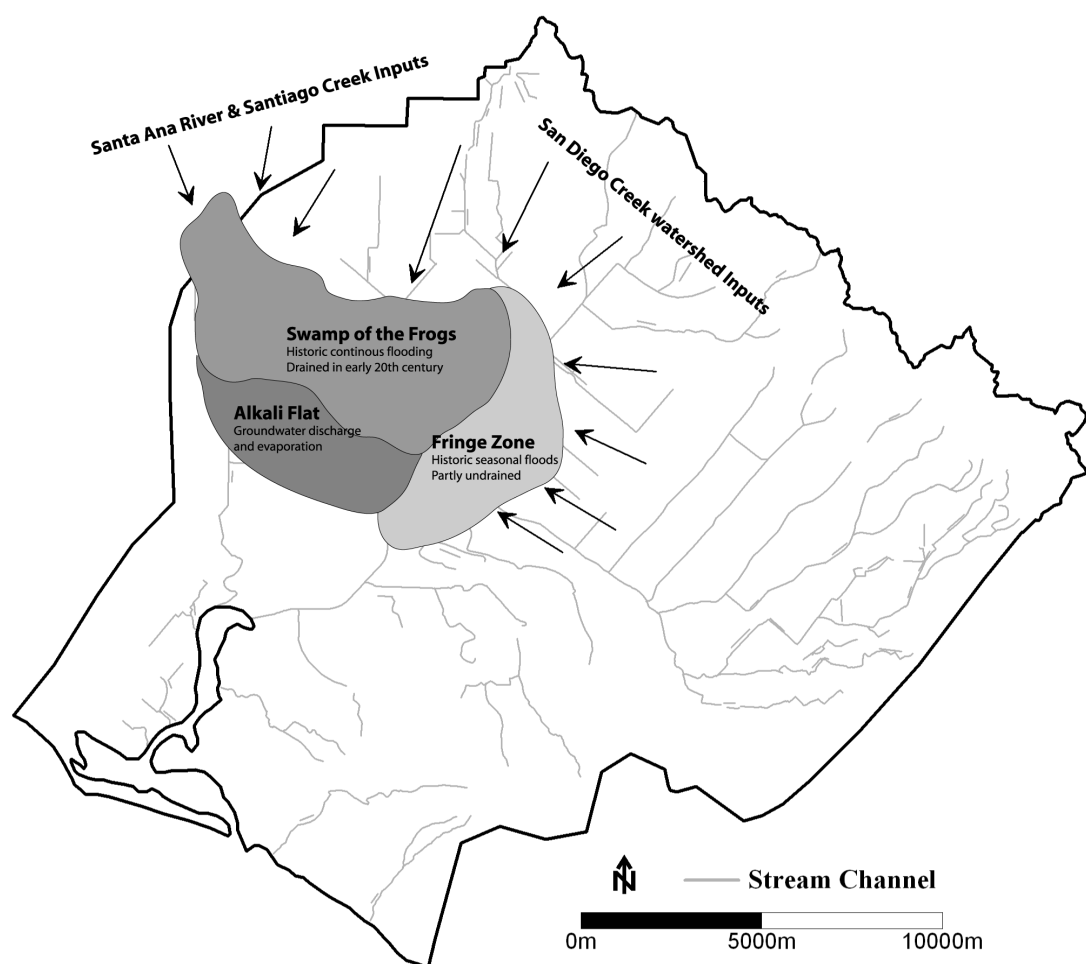 Santa Ana River & Santiago Creek Inputs
San Diego Creek watershed Inputs
Swamp of the Frogs
Historic continous flooding
Drained in early 20th century
Alkali Flat
Groundwater discharge
and evaporation
Fringe Zone
Historic seasonal floods
Partly undrained
N
Stream Channel
0m 5000m 10000m